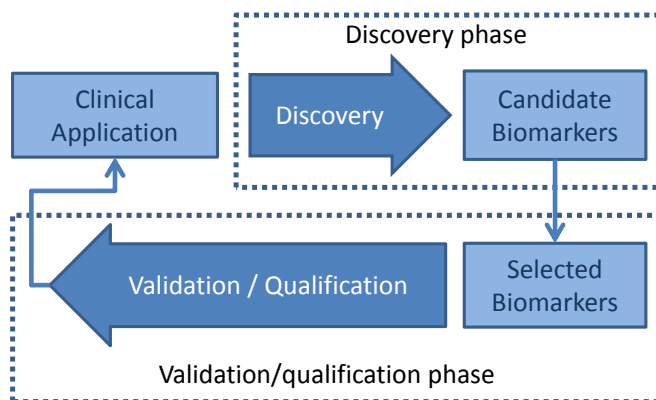 Discovery phase
Clinical
Application
Discovery
Candidate
Biomarkers
Validation / Qualification
Selected
Biomarkers
Validation/qualification phase